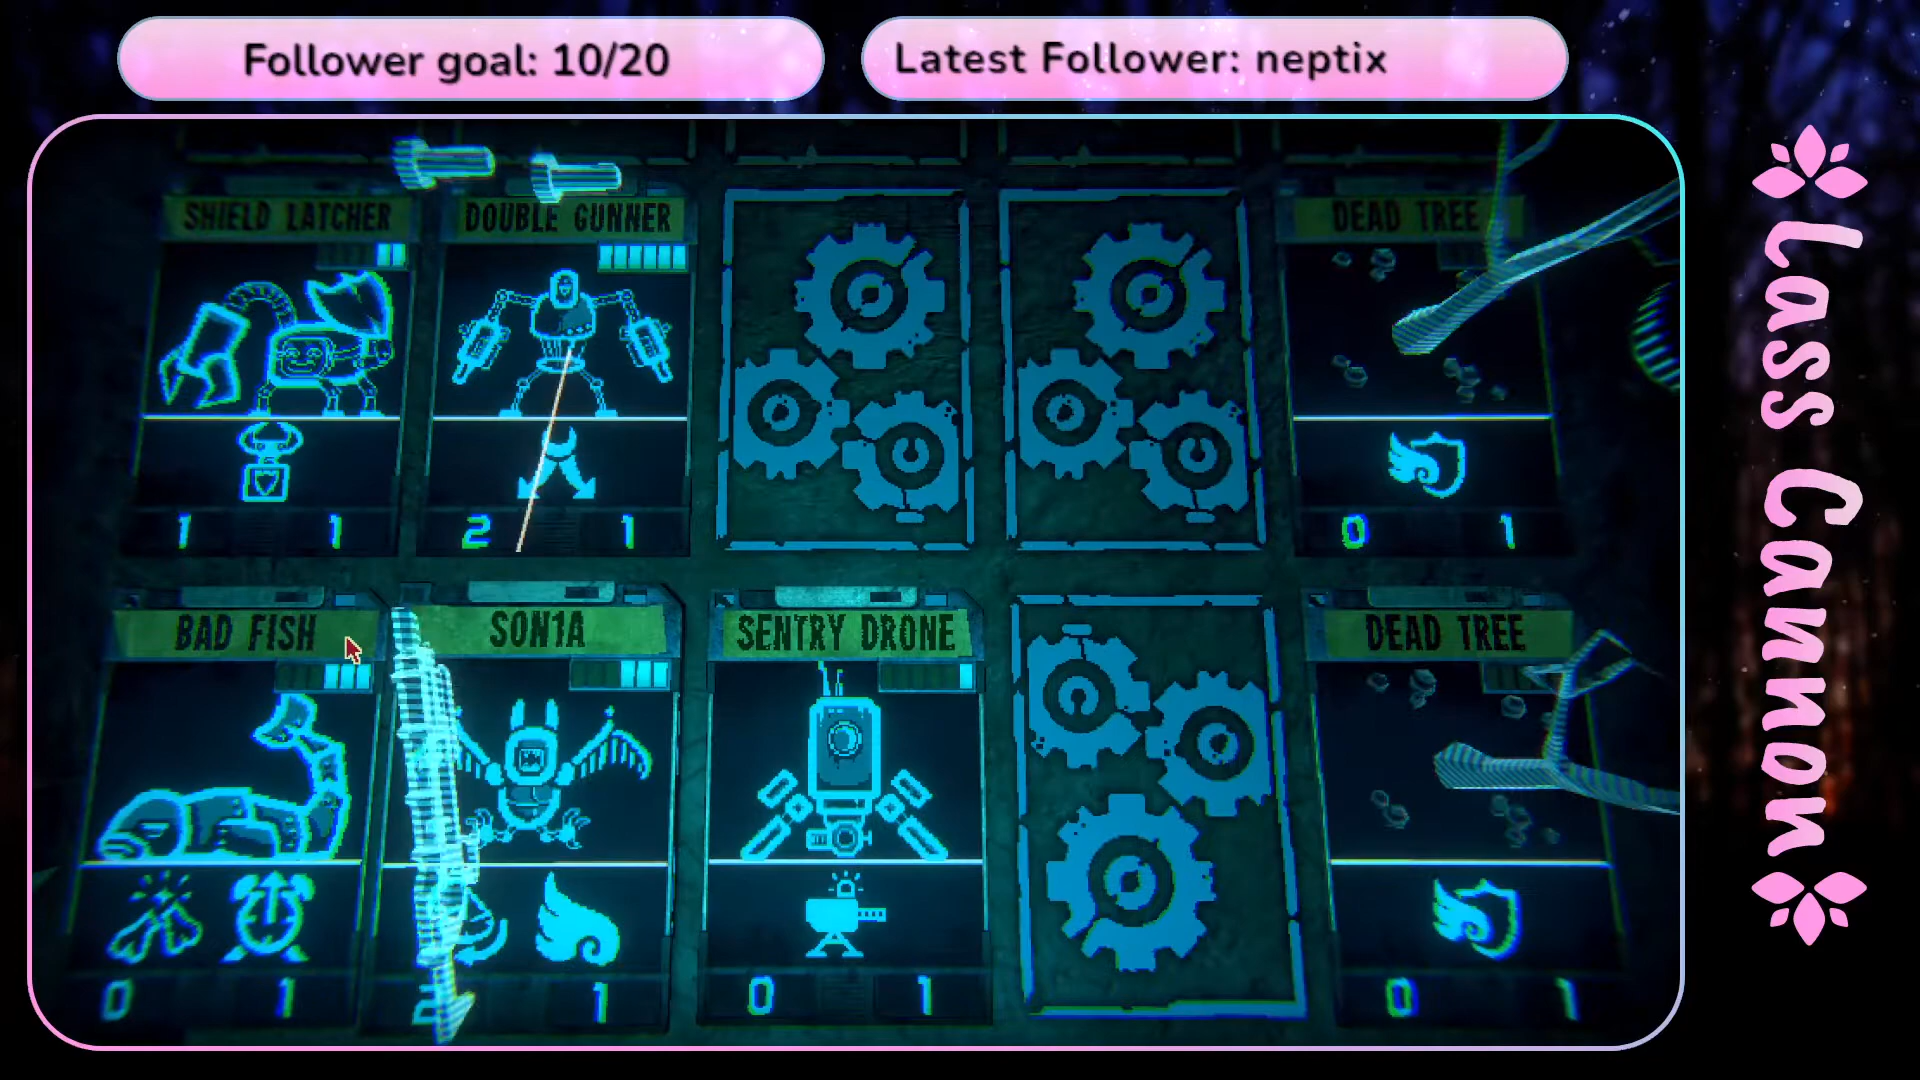 Follower goal: 10/20
Latest Follower: neptix
SHIELD LATCHER
DOUBLE GUNNER
DEAD TREE
1 1
2 1
0 1
BAD FISH
SON1A
SENTRY DRONE
DEAD TREE
0 1
1
0 1
0 1
Lass Cannon